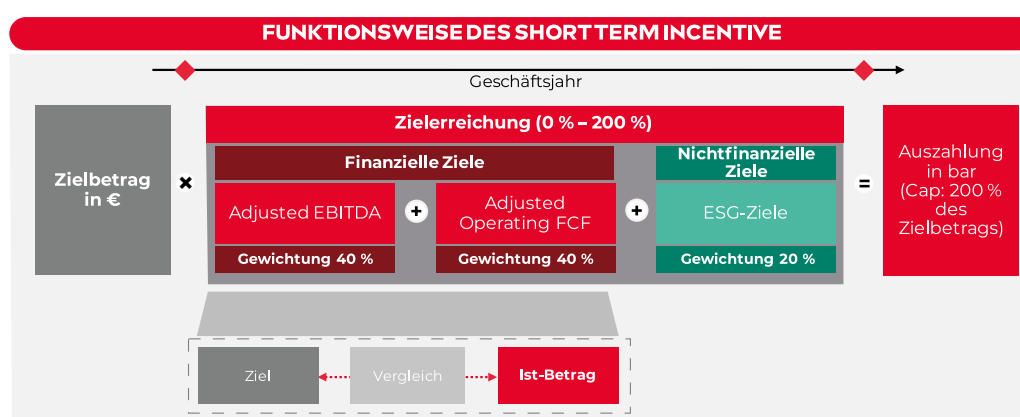 FUNKTIONSWEISE DES SHORT TERM INCENTIVE
Geschäftsjahr
Zielbetrag
in €
×
Zielerreichung (0 % – 200 %)
Finanzielle Ziele
Adjusted EBITDA
Gewichtung 40 %
+
Adjusted
Operating FCF
Gewichtung 40 %
+
Nichtfinanzielle
Ziele
ESG-Ziele
Gewichtung 20 %
=
Auszahlung
in bar
(Cap: 200 %
des
Zielbetrags)
Ziel
Vergleich
Ist-Betrag